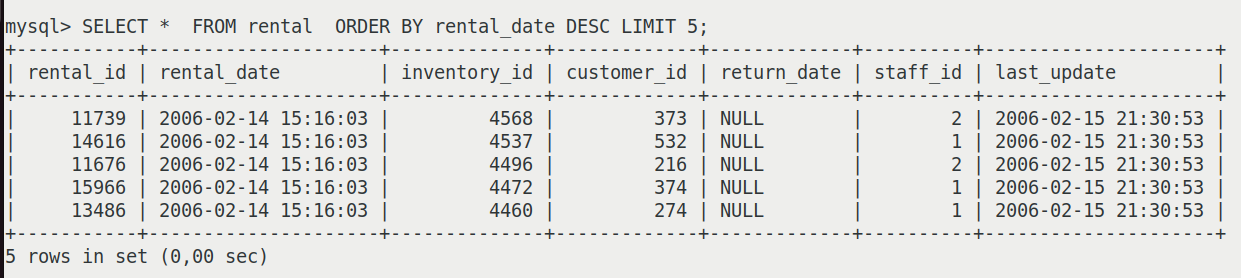 mysql> SELECT *  FROM rental  ORDER BY rental_date DESC LIMIT 5;
+-----------+---------------------+--------------+-------------+-------------+----------+---------------------+
| rental_id | rental_date         | inventory_id | customer_id | return_date | staff_id | last_update         |
+-----------+---------------------+--------------+-------------+-------------+----------+---------------------+
|     11739 | 2006-02-14 15:16:03 |         4568 |         373 | NULL        |        2 | 2006-02-15 21:30:53 |
|     14616 | 2006-02-14 15:16:03 |         4537 |         532 | NULL        |        1 | 2006-02-15 21:30:53 |
|     11676 | 2006-02-14 15:16:03 |         4496 |         216 | NULL        |        2 | 2006-02-15 21:30:53 |
|     15966 | 2006-02-14 15:16:03 |         4472 |         374 | NULL        |        1 | 2006-02-15 21:30:53 |
|     13486 | 2006-02-14 15:16:03 |         4460 |         274 | NULL        |        1 | 2006-02-15 21:30:53 |
+-----------+---------------------+--------------+-------------+-------------+----------+---------------------+
5 rows in set (0,00 sec)